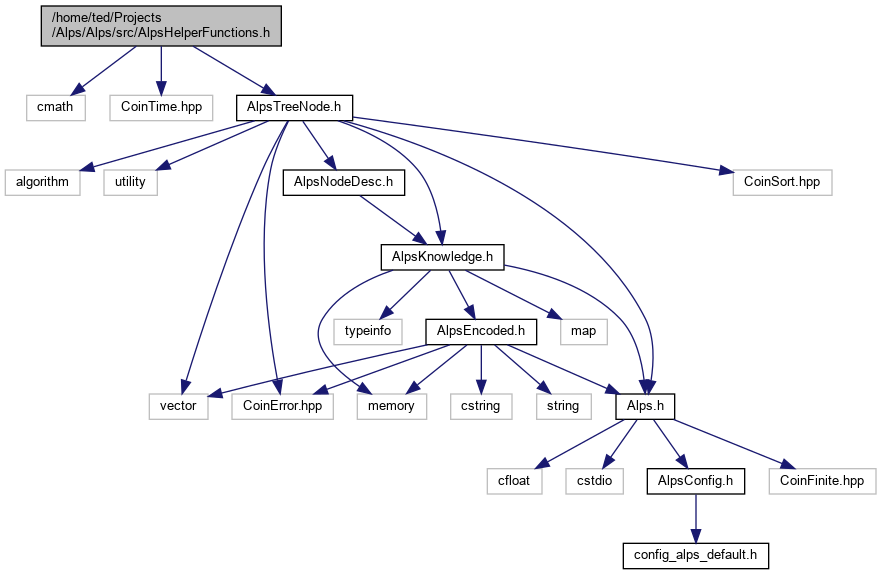 /home/ted/Projects
/Alps/Alps/src/AlpsHelperFunctions.h
cmath
CoinTime.hpp
AlpsTreeNode.h
algorithm
utility
AlpsNodeDesc.h
CoinSort.hpp
AlpsKnowledge.h
typeinfo
AlpsEncoded.h
map
vector
CoinError.hpp
memory
cstring
string
Alps.h
cfloat
cstdio
AlpsConfig.h
CoinFinite.hpp
config_alps_default.h